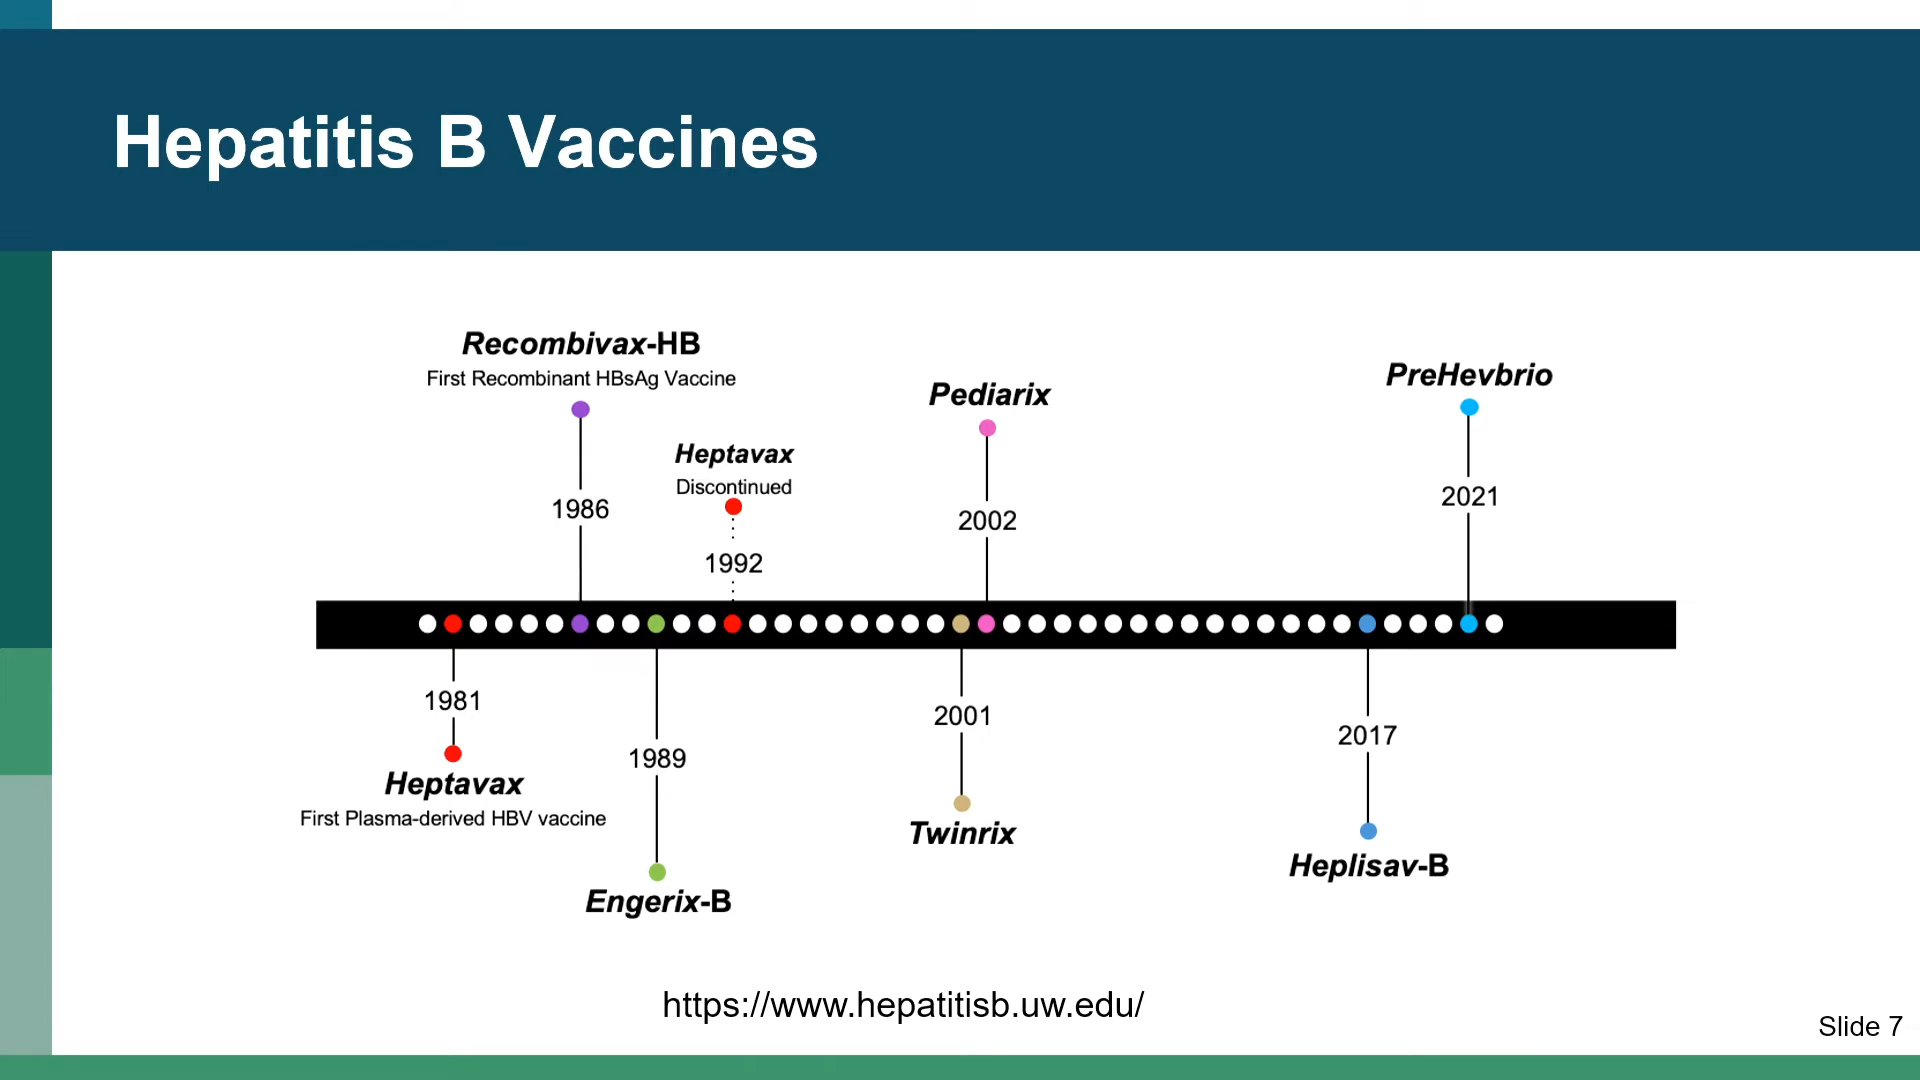 Hepatitis B Vaccines
Recombivax-HB
First Recombinant HBsAg Vaccine
1986
Heptavax
Discontinued
1992
Pediarix
2002
PreHevbrio
2021
1981
Heptavax
First Plasma-derived HBV vaccine
1989
Engerix-B
2001
Twinrix
2017
Heplisav-B
https://www.hepatitisb.uw.edu/
Slide 7